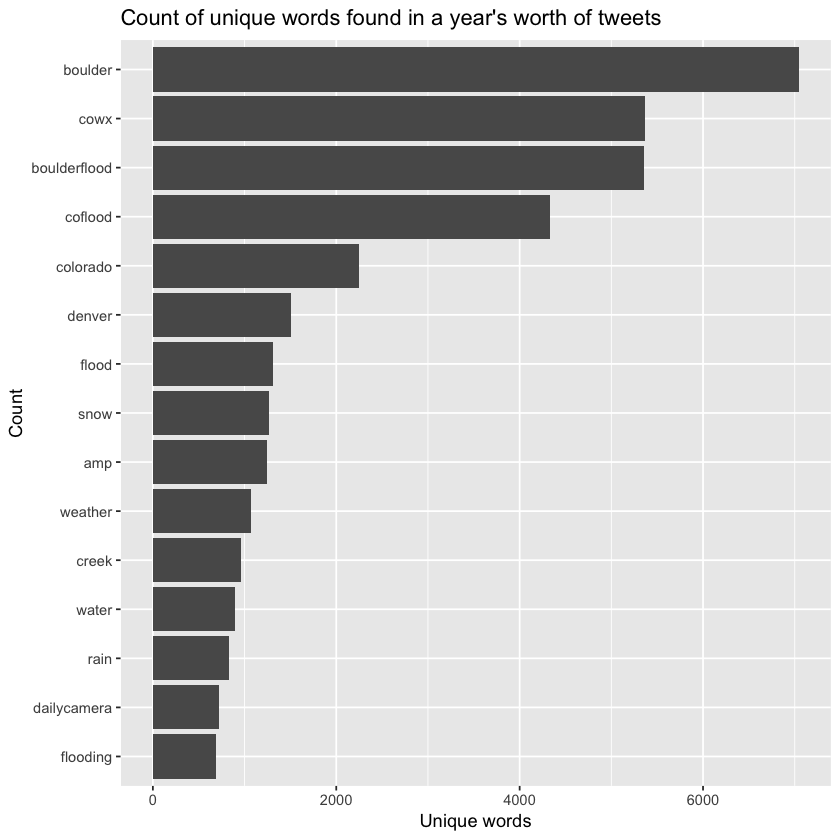 Count of unique words found in a year's worth of tweets
boulder
cowx
boulderflood
coflood
colorado
denver
flood
snow
amp
weather
creek
water
rain
dailycamera
flooding
Count
0 2000 4000 6000
Unique words